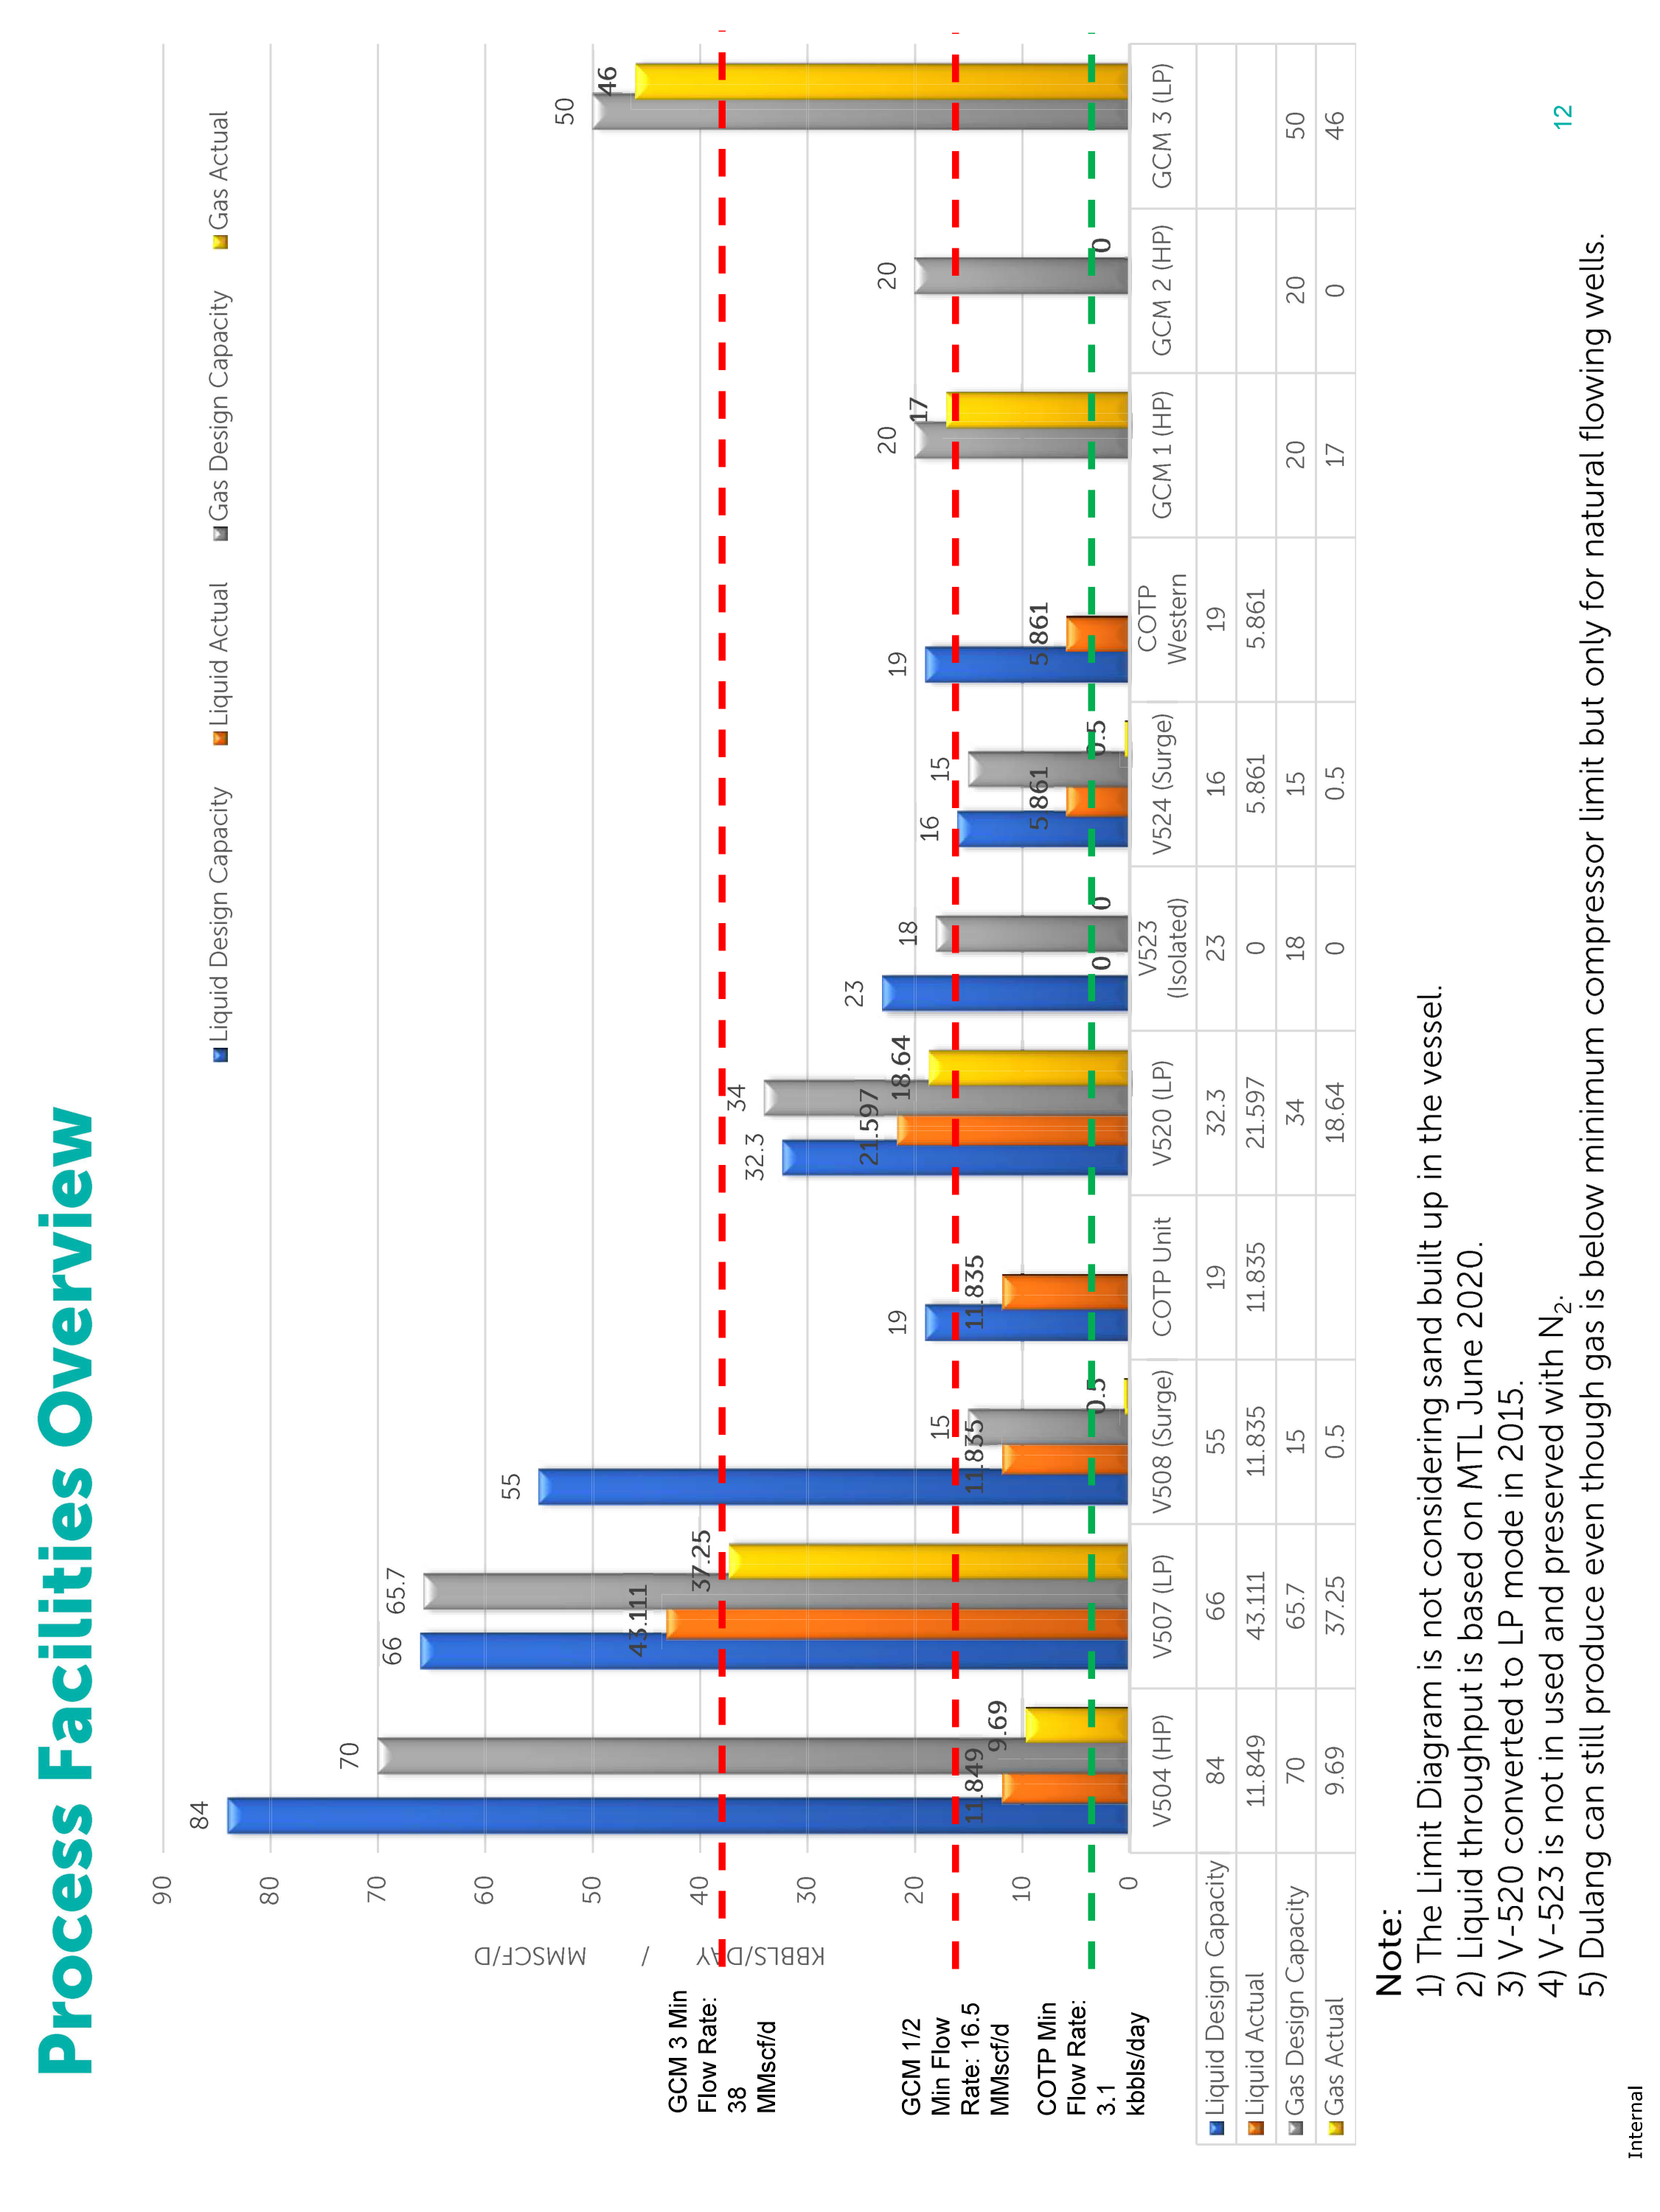 Process Facilities Overview
Liquid Design Capacity Liquid Actual Gas Design Capacity Gas Actual
90
80
70
60
50
40
30
20
10
0
KBBLS/DAY / MMSCF/D
GCM 3 Min
Flow Rate:
38
MMscf/d
GCM 1/2
Min Flow
Rate: 16.5
MMscf/d
COTP Min
Flow Rate:
3.1
kbbls/day
84 11.849 70 9.69
66 43.111 65.7 37.25
55 11.835 15 0.5
19 11.835
32.3 21.597 34 18.64
23 0 18 0
16 5.861 15 0.5
19 5.861
20 17
20 0
50 46
V504 (HP) V507 (LP) V508 (Surge) COTP Unit V520 (LP) V523 (Isolated) V524 (Surge) COTP Western GCM 1 (HP) GCM 2 (HP) GCM 3 (LP)
Liquid Design Capacity 84 66 55 19 32.3 23 16 19
Liquid Actual 11.849 43.111 11.835 11.835 21.597 0 5.861 5.861
Gas Design Capacity 70 65.7 15 34 18 15 20 20 50
Gas Actual 9.69 37.25 0.5 18.64 0 0.5 17 0 46
Note:
1) The Limit Diagram is not considering sand built up in the vessel.
2) Liquid throughput is based on MTL June 2020.
3) V-520 converted to LP mode in 2015.
4) V-523 is not in used and preserved with N2.
5) Dulang can still produce even though gas is below minimum compressor limit but only for natural flowing wells.
12
Internal